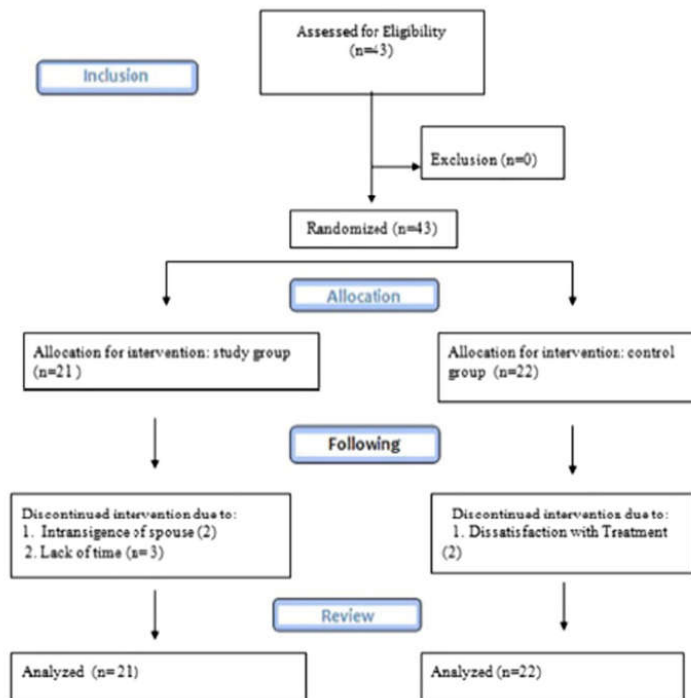 Assessed for Eligibility
(n=43)
Inclusion
Exclusion (n=0)
Randomized (n=43)
Allocation
Allocation for intervention: study group
(n=21 )
Allocation for intervention: control
group (n=22)
Following
Discontinued intervention due to:
1. Intransigence of spouse (2)
2. Lack of time (n=3)
Discontinued intervention due to:
1. Dissatisfaction with Treatment
(2)
Review
Analyzed (n=21)
Analyzed (n=22)